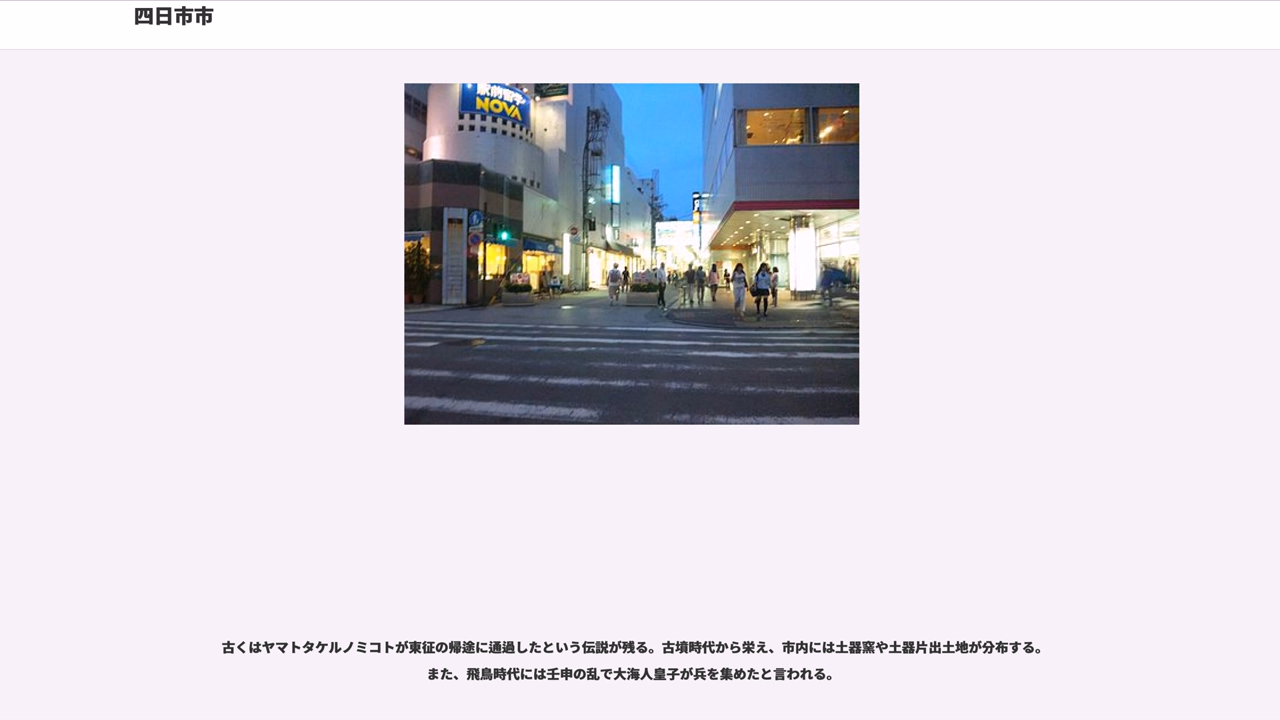 四日市市
駅前留学
NOVA
古くはヤマトタケルノミコトが東征の帰途に通過したという伝説が残る。古墳時代から栄え、市内には土器窯や土器片出土地が分布する。
また、飛鳥時代には壬申の乱で大海人皇子が兵を集めたと言われる。